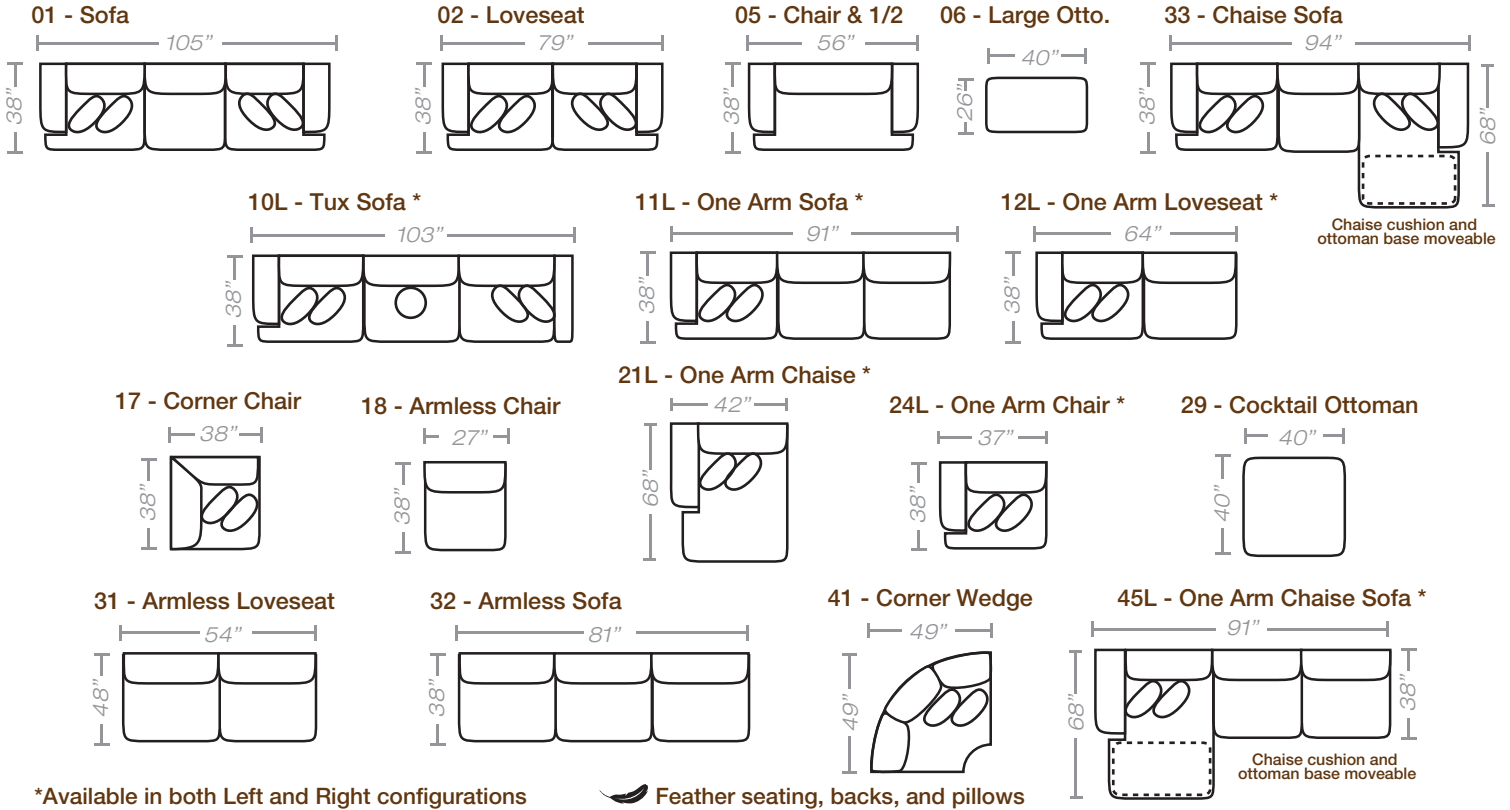 01 - Sofa
02 - Loveseat
05 - Chair & 1/2
06 - Large Otto.
33 - Chaise Sofa
105”
79”
56”
40”
94”
38”
38”
38”
26”
38”
68”
Chaise cushion and
ottoman base moveable
10L - Tux Sofa *
11L - One Arm Sofa *
12L - One Arm Loveseat *
103”
91”
64”
38”
38”
38”
17 - Corner Chair
18 - Armless Chair
21L - One Arm Chaise *
24L - One Arm Chair *
29 - Cocktail Ottoman
38”
27”
42”
37”
40”
38”
38”
68”
38”
40”
31 - Armless Loveseat
32 - Armless Sofa
41 - Corner Wedge
45L - One Arm Chaise Sofa *
54”
81”
49”
91”
48”
38”
49”
68”
38”
Chaise cushion and
ottoman base moveable
*Available in both Left and Right configurations
Feather seating, backs, and pillows